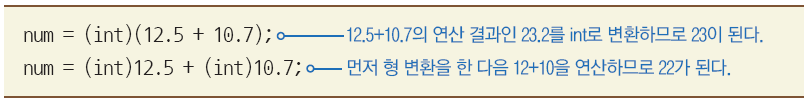 num = (int)(12.5 + 10.7); 12.5+10.7의 연산 결과인 23.2를 int로 변환하므로 23이 된다.
num = (int)12.5 + (int)10.7; 먼저 형 변환을 한 다음 12+10을 연산하므로 22가 된다.